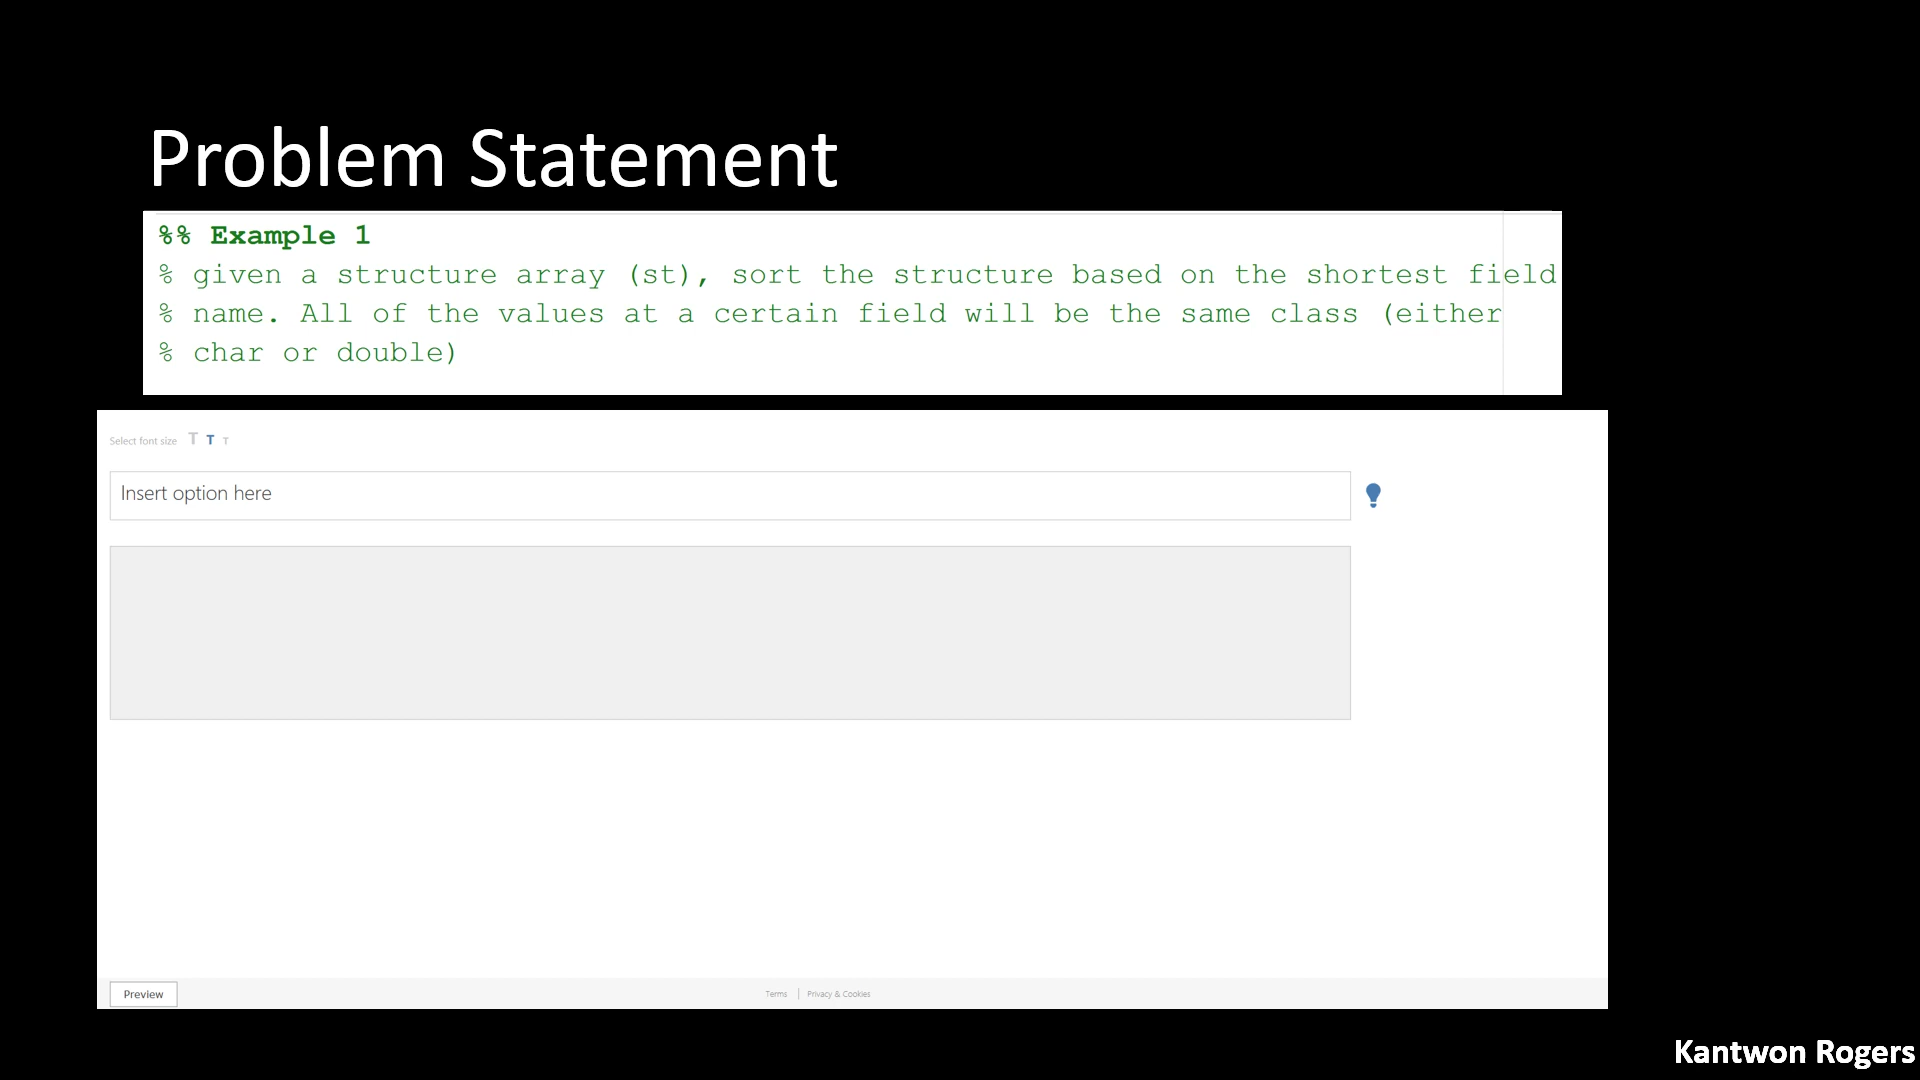 Problem Statement
%% Example 1
% given a structure array (st), sort the structure based on the shortest field
% name. All of the values at a certain field will be the same class (either
% char or double)
Select font size T T T
Insert option here
Preview
Terms | Privacy & Cookies
Kantwon Rogers